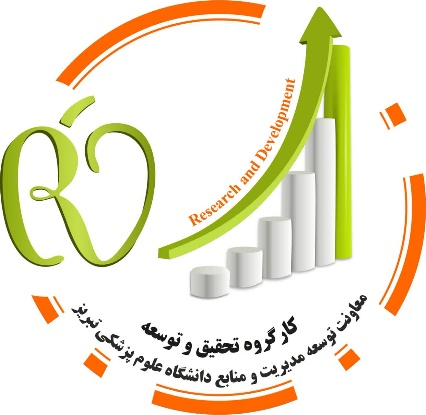 Research and Development
کارگروه تحقیق و توسعه
معاونت توسعه مدیریت و منابع دانشگاه علوم پزشکی تبریز